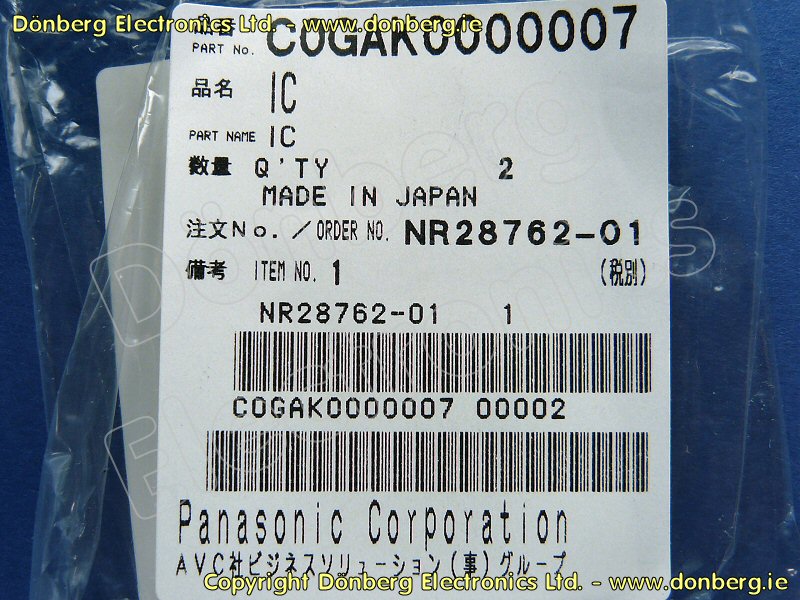 Dönberg Electronics Ltd. - www.donberg.ie
PART No. C0GAK0000007
品名 IC
PART NAME IC
数量 Q'TY 2
MADE IN JAPAN
注文No./ORDER NO. NR28762-01
備考 ITEM NO. 1 (税別)
NR28762-01 1
C0GAK0000007 00002
Panasonic Corporation
AVC社ビジネスソリューション(事)グループ
Copyright Dönberg Electronics Ltd. - www.donberg.ie
Dönberg
Electronics